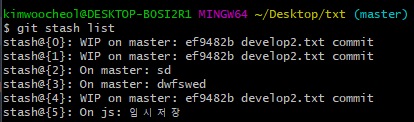 kimwoocheol@DESKTOP-BOSI2R1 MINGW64 ~/Desktop/txt (master)
$ git stash list
stash@{0}: WIP on master: ef9482b develop2.txt commit
stash@{1}: WIP on master: ef9482b develop2.txt commit
stash@{2}: On master: sd
stash@{3}: On master: dwfswed
stash@{4}: WIP on master: ef9482b develop2.txt commit
stash@{5}: On js: 임시저장